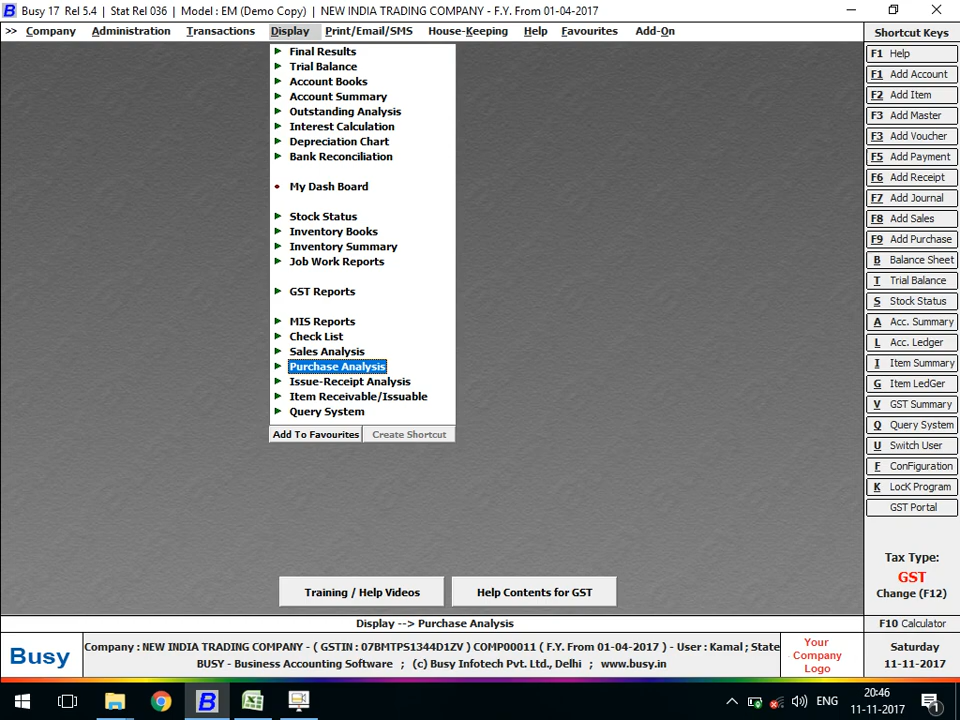 Busy 17 Rel 5.4 | Stat Rel 036 | Model : EM (Demo Copy) | NEW INDIA TRADING COMPANY - F.Y. From 01-04-2017 )
>> Company Administration Transactions Display Print/Email/SMS House-Keeping Help Favourites Add-On
Final Results
Trial Balance
Account Books
Account Summary
Outstanding Analysis
Interest Calculation
Depreciation Chart
Bank Reconciliation
My Dash Board
Stock Status
Inventory Books
Inventory Summary
Job Work Reports
GST Reports
MIS Reports
Check List
Sales Analysis
Purchase Analysis
Issue-Receipt Analysis
Item Receivable/Issuable
Query System
Add To Favourites Create Shortcut
Training / Help Videos Help Contents for GST
Shortcut Keys
F1 Help
F1 Add Account
F2 Add Item
F3 Add Master
F3 Add Voucher
F5 Add Payment
F6 Add Receipt
F7 Add Journal
F8 Add Sales
F9 Add Purchase
B Balance Sheet
T Trial Balance
S Stock Status
A Acc. Summary
L Acc. Ledger
I Item Summary
G Item LedGer
V GST Summary
Q Query System
U Switch User
F ConFiguration
K LocK Program
GST Portal
Tax Type:
GST
Change (F12)
Display --> Purchase Analysis
F10 Calculator
Busy
Company : NEW INDIA TRADING COMPANY - ( GSTIN : 07BMTPS1344D1ZV ) COMP00011 ( F.Y. From 01-04-2017 ) - User : Kamal ; State
BUSY - Business Accounting Software ; (c) Busy Infotech Pvt. Ltd., Delhi ; www.busy.in
Your
Company
Logo
Saturday
11-11-2017
ENG
20:46
11-11-2017
1